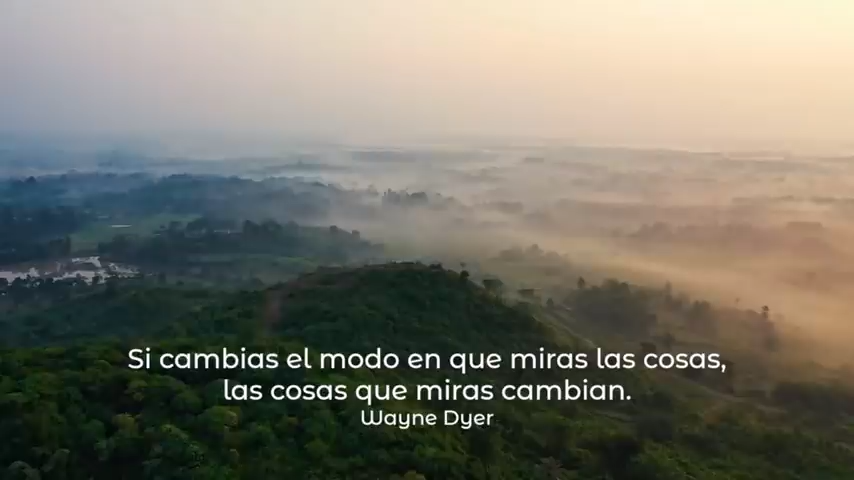 Si cambias el modo en que miras las cosas,
las cosas que miras cambian.
Wayne Dyer